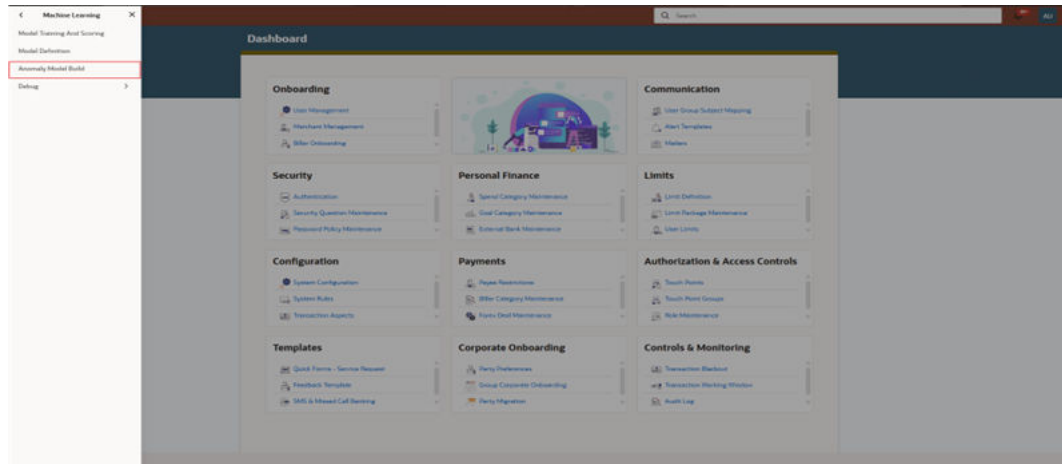 Machine Learning
Search
AU
Model Training And Scoring
Model Definition
Anomaly Model Build
Debug
Dashboard
Onboarding
User Management
Merchant Management
Biller Onboarding
Communication
User Group Subject Mapping
Alert Templates
Mailers
Security
Authentication
Security Question Maintenance
Password Policy Maintenance
Personal Finance
Spend Category Maintenance
Goal Category Maintenance
External Bank Maintenance
Limits
Limit Definition
Limit Package Maintenance
User Limits
Configuration
System Configuration
System Rules
Transaction Aspects
Payments
Payee Restrictions
Biller Category Maintenance
Forex Deal Maintenance
Authorization & Access Controls
Touch Points
Touch Point Groups
Role Maintenance
Templates
Quick Forms - Service Request
Feedback Template
SMS & Missed Call Banking
Corporate Onboarding
Party Preferences
Group Corporate Onboarding
Party Migration
Controls & Monitoring
Transaction Blackout
Transaction Working Window
Audit Log